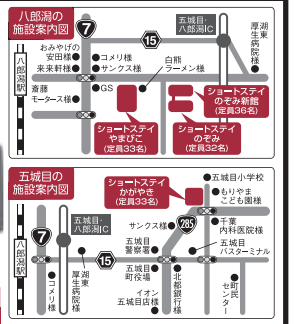 八郎潟の
施設案内図
7
15
五城目・
八郎潟IC
湖東
厚生病院様
おみやげの
安田様
コメリ様
来来軒様
サンクス様
白熊
ラーメン様
八郎潟駅
斎藤
モータース様
GS
ショートステイ
のぞみ新館
(定員36名)
ショートステイ
やまびこ
(定員33名)
ショートステイ
のぞみ
(定員32名)
五城目の
施設案内図
ショートステイ
かがやき
(定員33名)
五城目小学校
もりやま
こども園様
285
千葉
内科医院様
サンクス様
7
五城目・
八郎潟IC
15
五城目
警察署
五城目
バスターミナル
八郎潟駅
湖東
厚生病院様
五城目
町役場
コメリ様
イオン
五城目店様
北都
銀行様
町民
センター